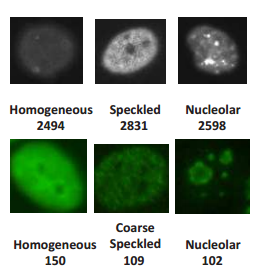 Homogeneous Speckled Nucleolar
2494 2831 2598
Homogeneous Coarse Speckled Nucleolar
150 109 102